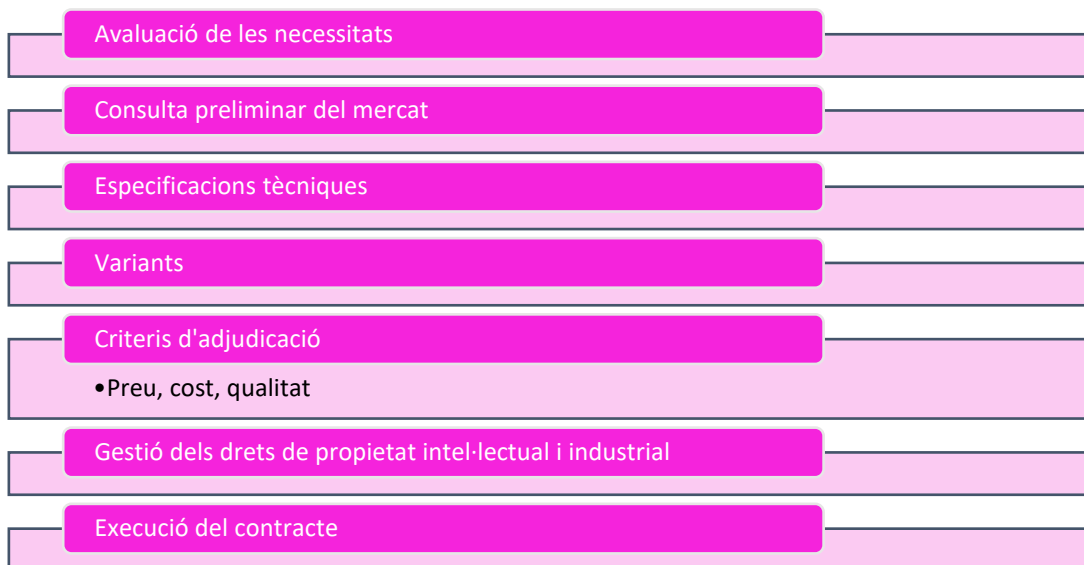 Avaluació de les necessitats
Consulta preliminar del mercat
Especificacions tècniques
Variants
Criteris d'adjudicació
•Preu, cost, qualitat
Gestió dels drets de propietat intel·lectual i industrial
Execució del contracte